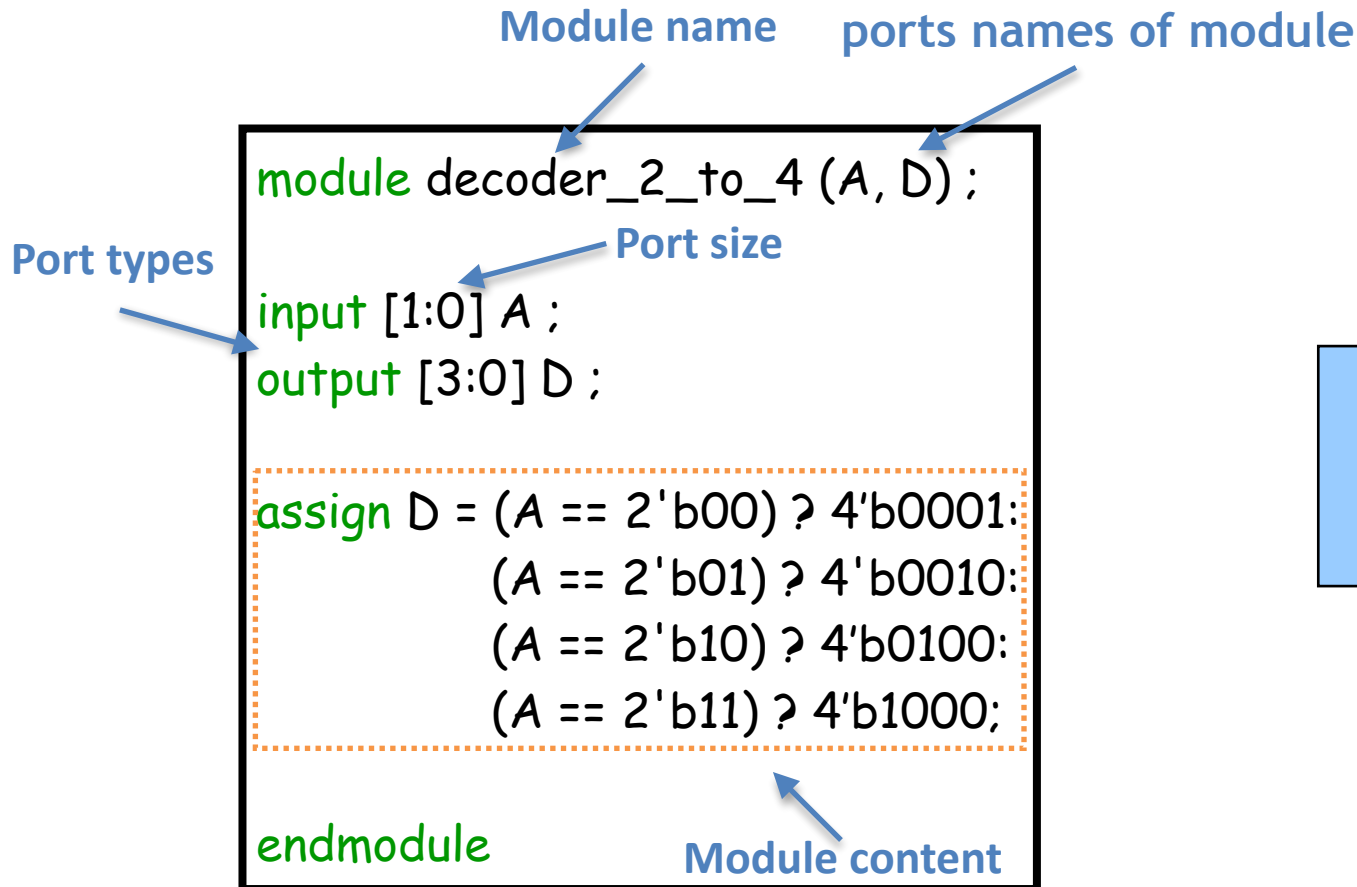 Module name ports names of module
module decoder_2_to_4 (A, D) ;
Port types
Port size
input [1:0] A ;
output [3:0] D ;
assign D = (A == 2'b00) ? 4’b0001:
(A == 2'b01) ? 4'b0010:
(A == 2'b10) ? 4’b0100:
(A == 2'b11) ? 4’b1000;
endmodule
Module content